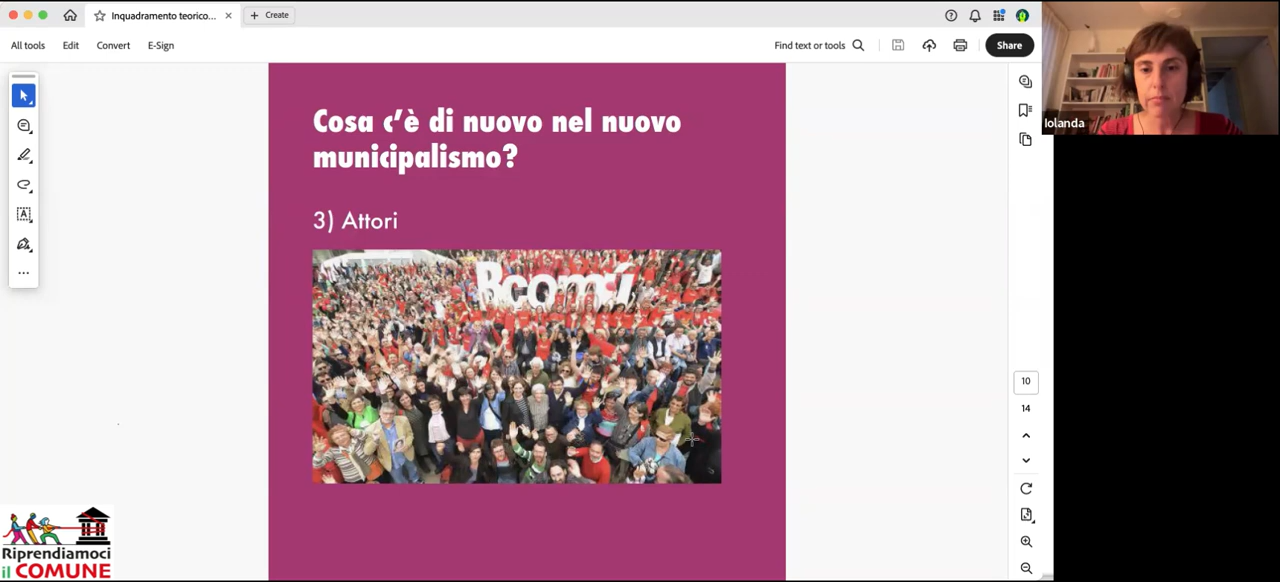 Inquadramento teorico...
Create
All tools
Edit
Convert
E-Sign
Find text or tools
Share
Iolanda
Cosa c'è di nuovo nel nuovo
municipalismo?
3) Attori
Bcomú
10
14
Riprendiamoci
il COMUNE